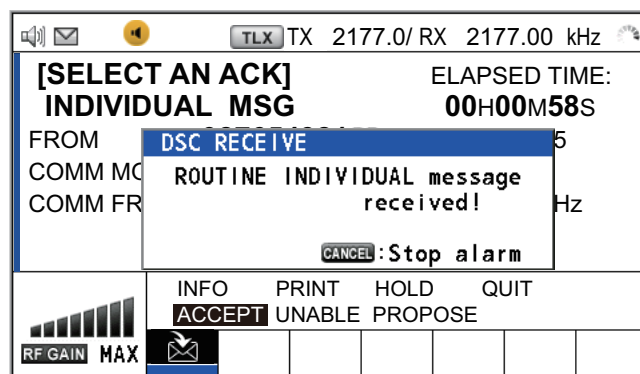 TLX TX 2177.0/ RX 2177.00 kHz
[SELECT AN ACK] ELAPSED TIME:
INDIVIDUAL MSG 00H00M58S
FROM 5
COMM MO
COMM FR Hz
DSC RECEIVE
ROUTINE INDIVIDUAL message
received!
CANCEL :Stop alarm
INFO PRINT HOLD QUIT
ACCEPT UNABLE PROPOSE
RF GAIN MAX